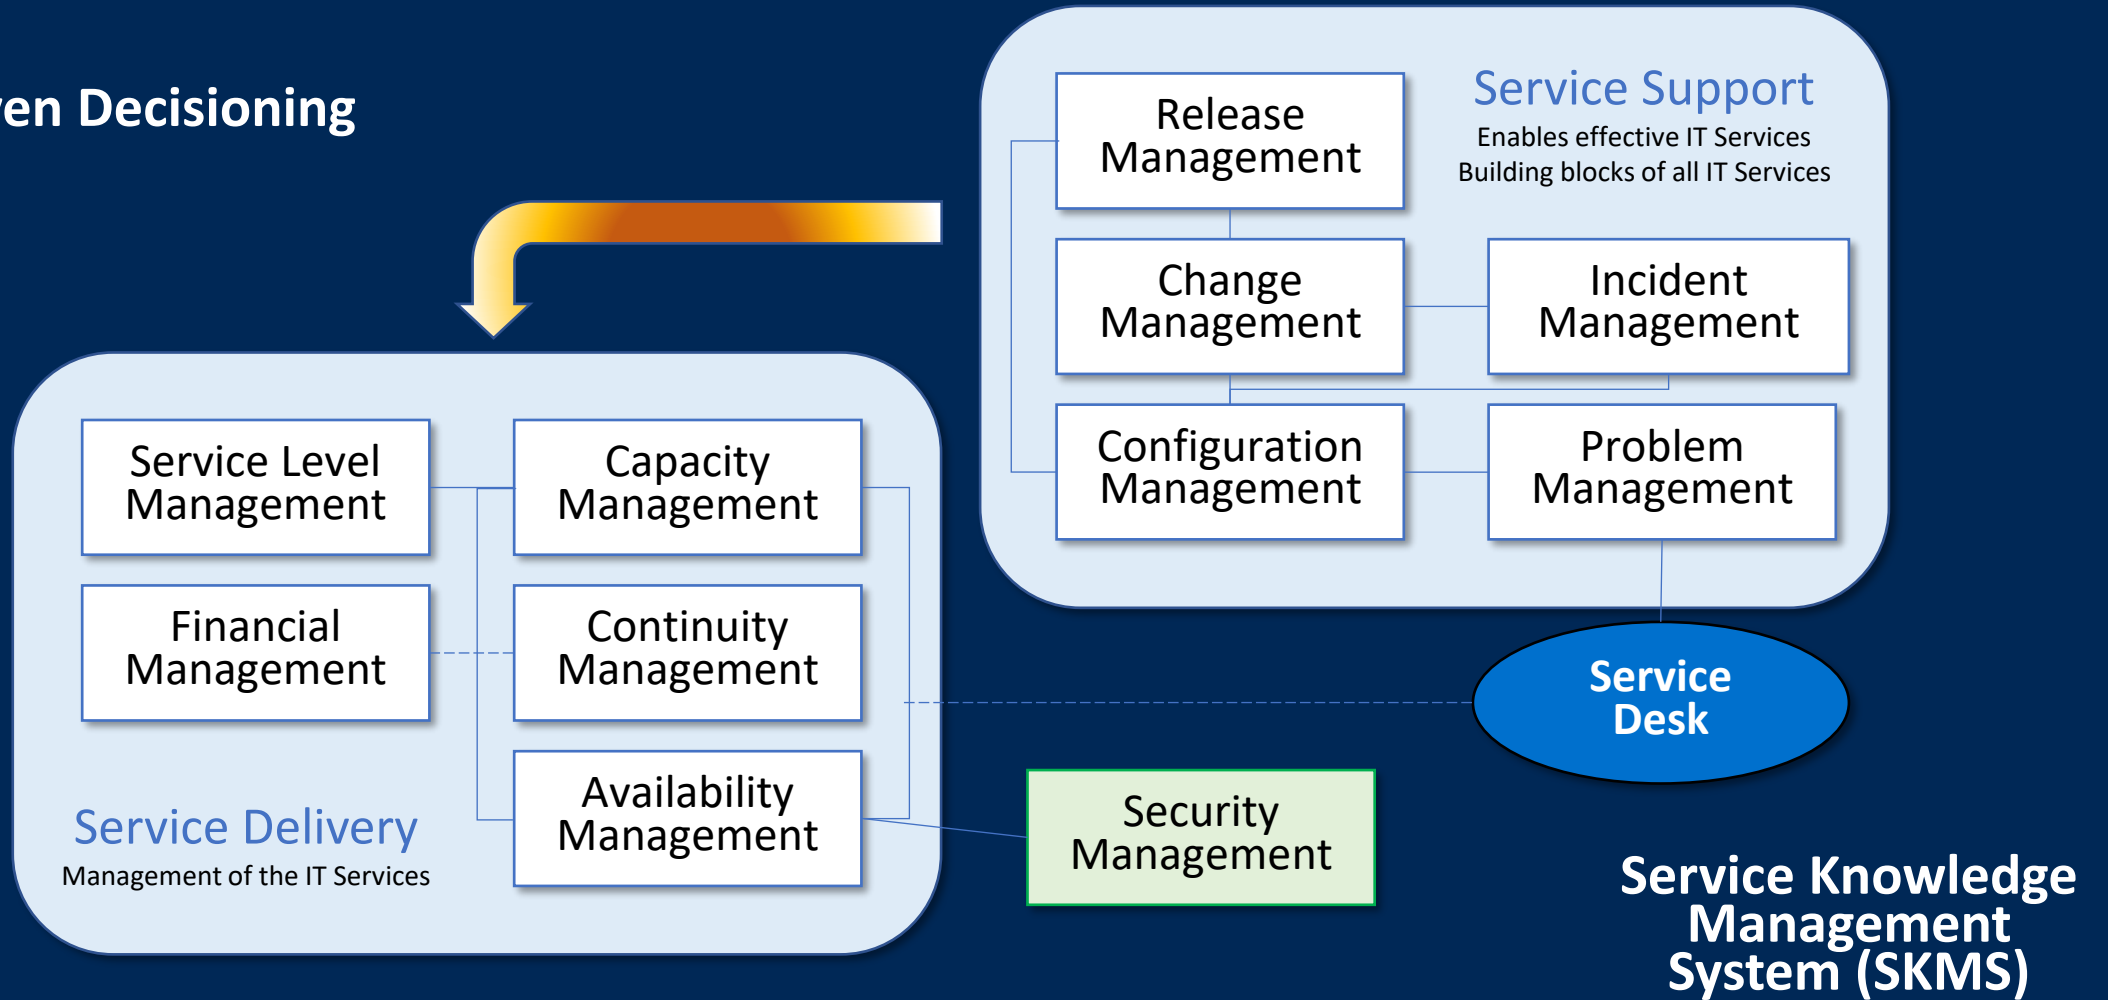 Decisioning
Service Support
Enables effective IT Services
Building blocks of all IT Services
Release
Management
Change
Management
Incident
Management
Configuration
Management
Problem
Management
Service Level
Management
Capacity
Management
Financial
Management
Continuity
Management
Availability
Management
Service Delivery
Management of the IT Services
Service
Desk
Security
Management
Service Knowledge
Management
System (SKMS)